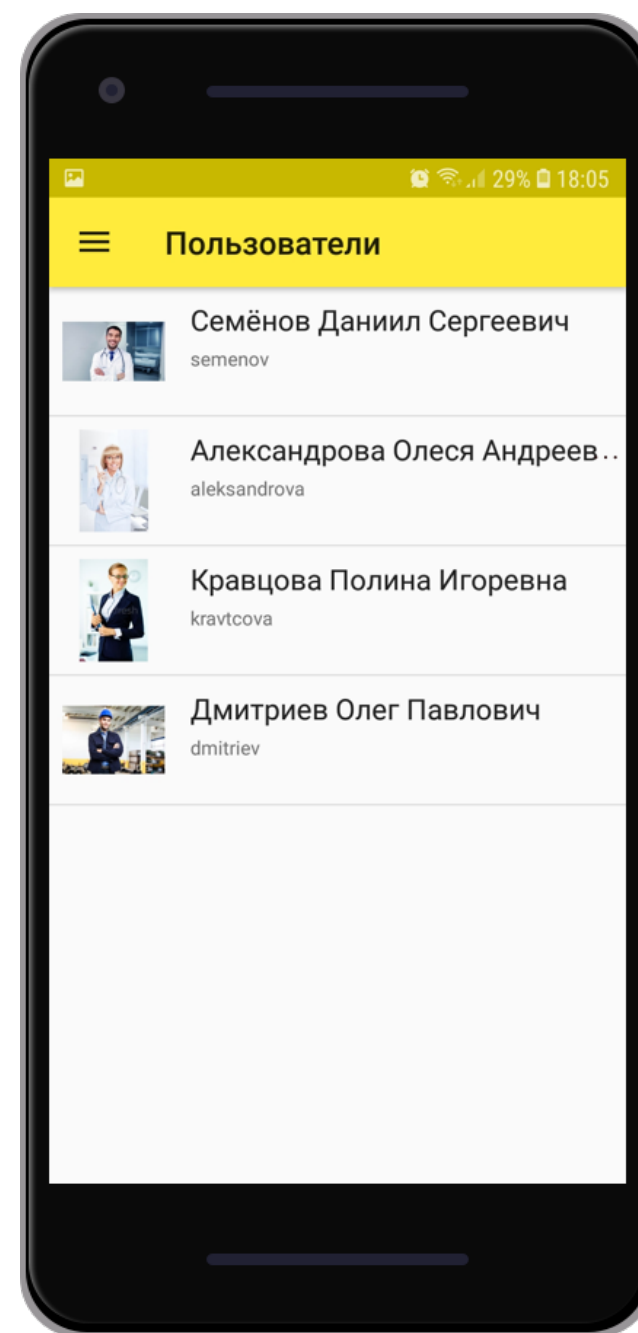 29% 18:05
Пользователи
Семёнов Даниил Сергеевич
semenov
Александрова Олеся Андреев..
aleksandrova
Кравцова Полина Игоревна
kravtcova
Дмитриев Олег Павлович
dmitriev